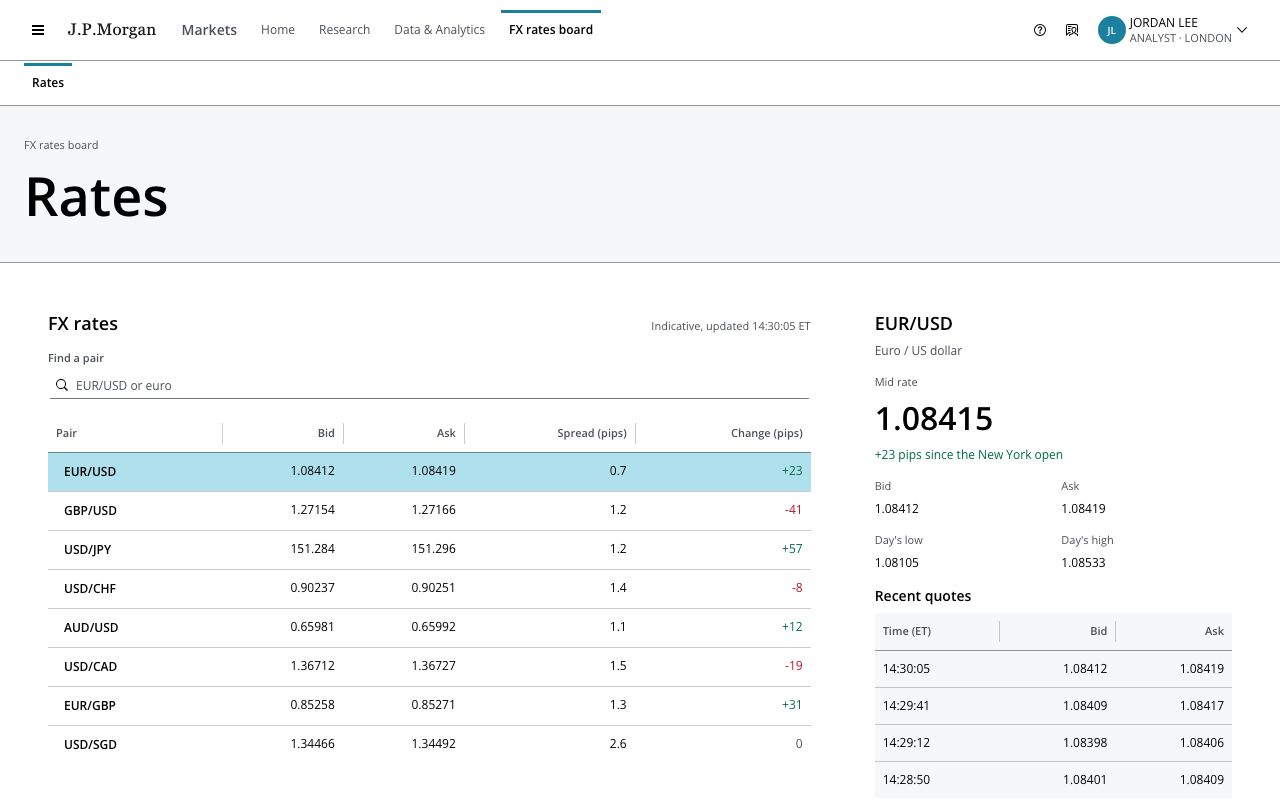 J.P.Morgan Markets Home Research Data & Analytics FX rates board JL JORDAN LEE
ANALYST · LONDON
Rates
FX rates board
Rates
FX rates
Indicative, updated 14:30:05 ET
Find a pair
EUR/USD or euro
Pair Bid Ask Spread (pips) Change (pips)
EUR/USD 1.08412 1.08419 0.7 +23
GBP/USD 1.27154 1.27166 1.2 -41
USD/JPY 151.284 151.296 1.2 +57
USD/CHF 0.90237 0.90251 1.4 -8
AUD/USD 0.65981 0.65992 1.1 +12
USD/CAD 1.36712 1.36727 1.5 -19
EUR/GBP 0.85258 0.85271 1.3 +31
USD/SGD 1.34466 1.34492 2.6 0
EUR/USD
Euro / US dollar
Mid rate
1.08415
+23 pips since the New York open
Bid Ask
1.08412 1.08419
Day's low Day's high
1.08105 1.08533
Recent quotes
Time (ET) Bid Ask
14:30:05 1.08412 1.08419
14:29:41 1.08409 1.08417
14:29:12 1.08398 1.08406
14:28:50 1.08401 1.08409